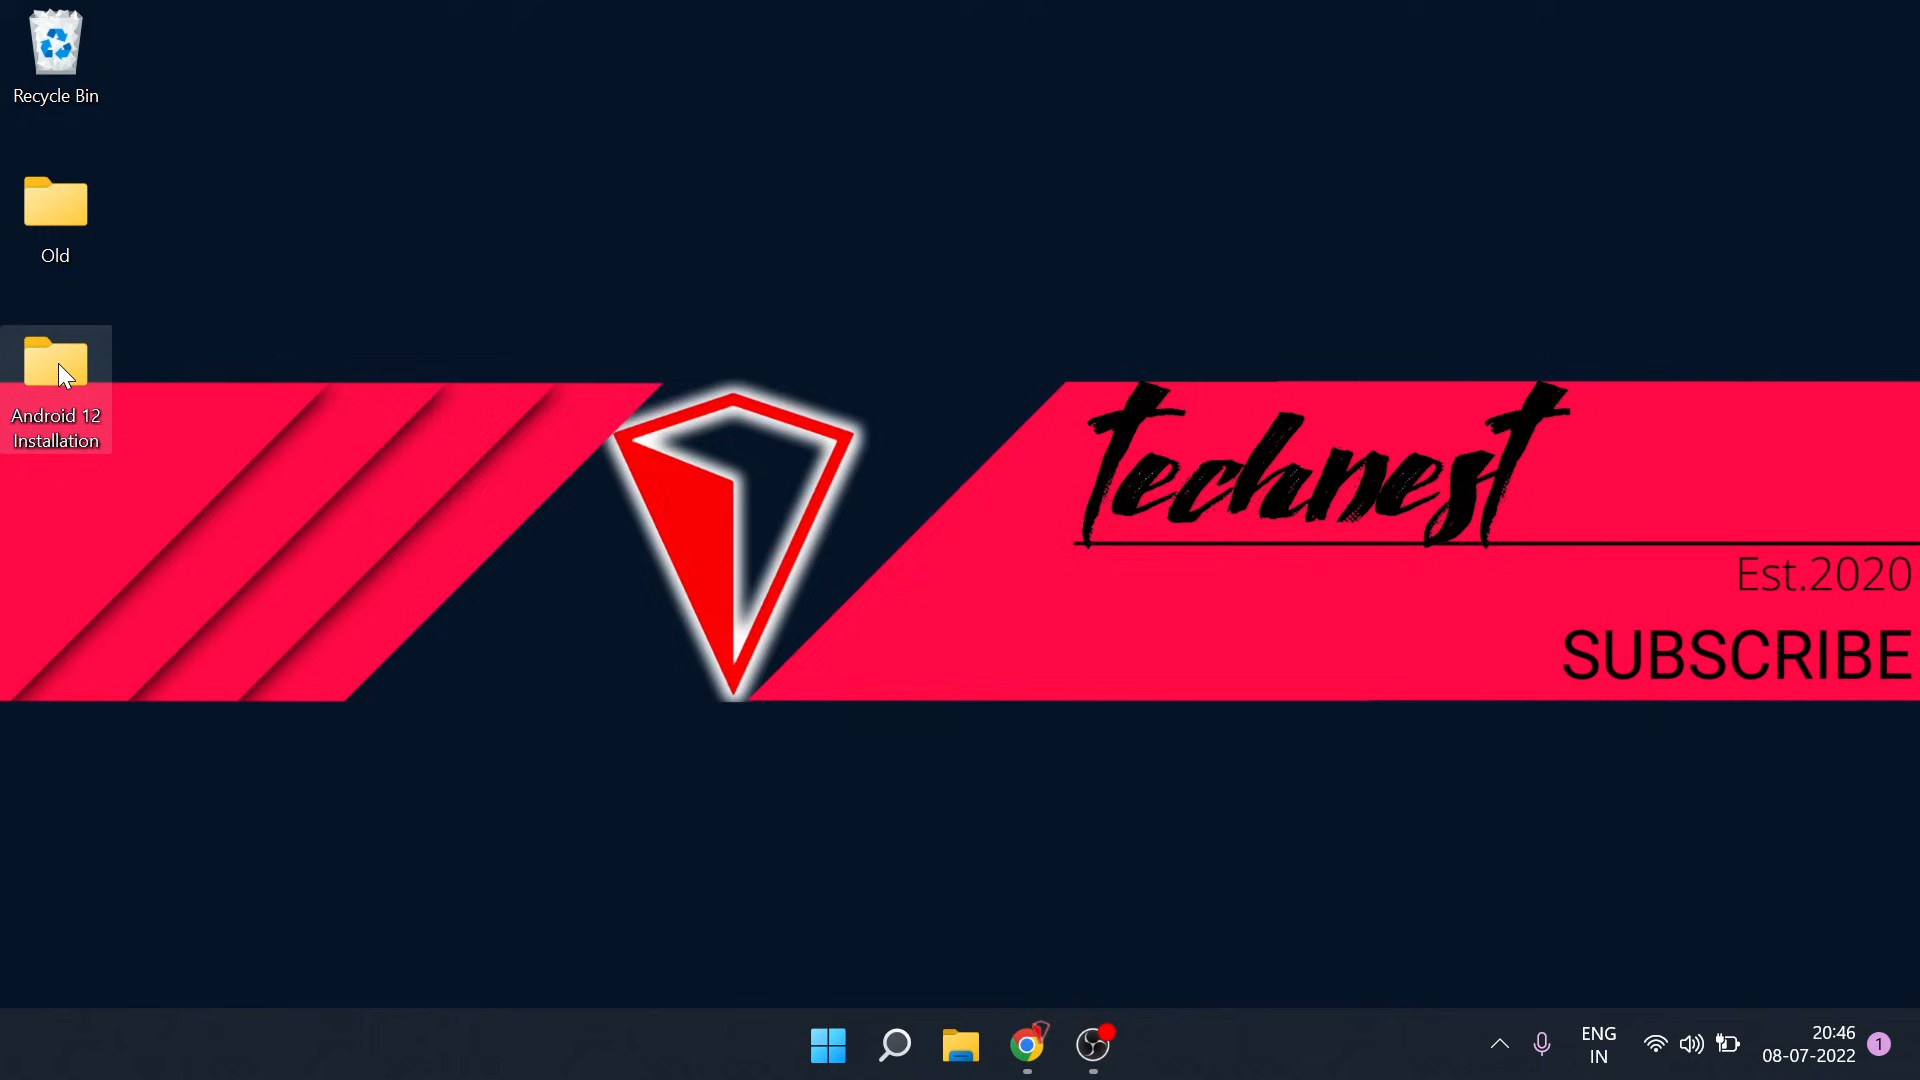 Recycle Bin
Old
Android 12
Installation
technest
Est.2020
SUBSCRIBE
ENG
IN
20:46
08-07-2022
1